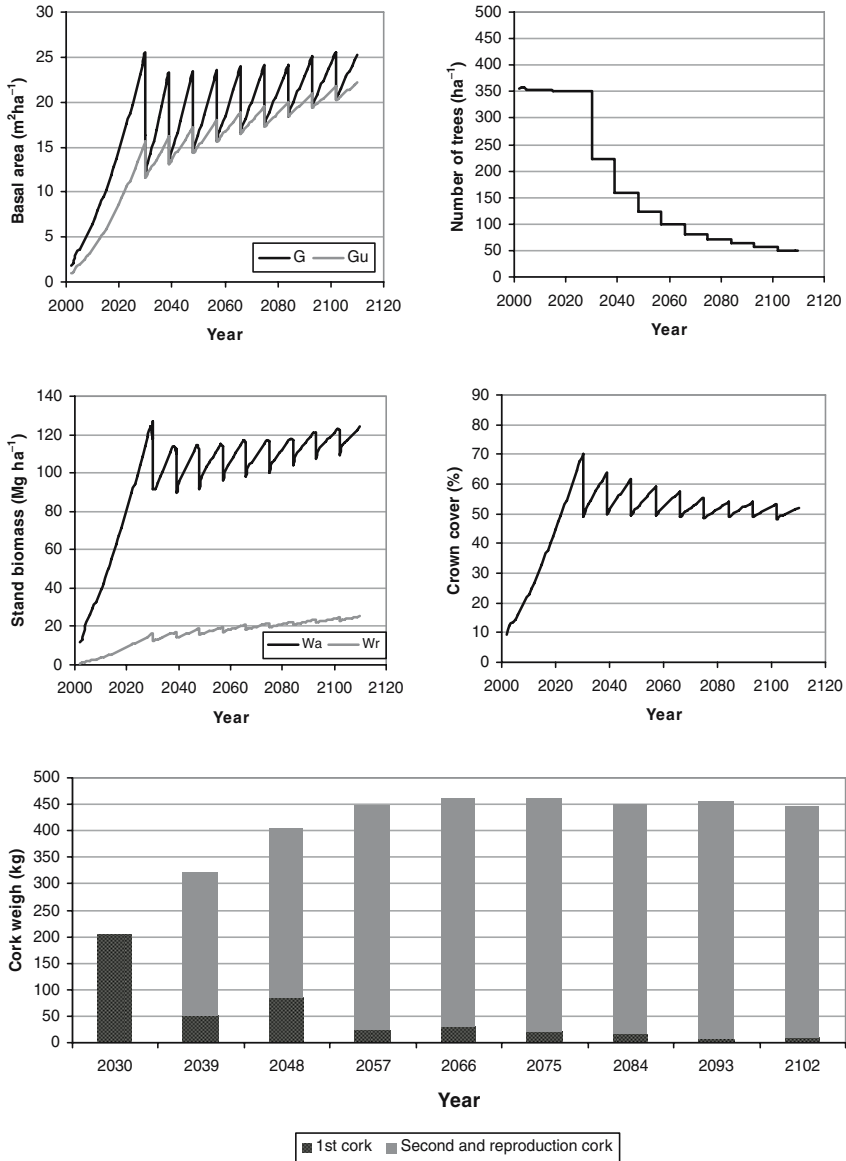 Basal area (m²ha⁻¹)
30
25
20
15
10
5
0
2000 2020 2040 2060 2080 2100 2120
Year
G Gu
Number of trees (ha⁻¹)
500
450
400
350
300
250
200
150
100
50
0
2000 2020 2040 2060 2080 2100 2120
Year
Stand biomass (Mg ha⁻¹)
140
120
100
80
60
40
20
0
2000 2020 2040 2060 2080 2100 2120
Year
Wa Wr
Crown cover (%)
90
80
70
60
50
40
30
20
10
0
2000 2020 2040 2060 2080 2100 2120
Year
Cork weigh (kg)
500
450
400
350
300
250
200
150
100
50
0
2030 2039 2048 2057 2066 2075 2084 2093 2102
Year
1st cork Second and reproduction cork